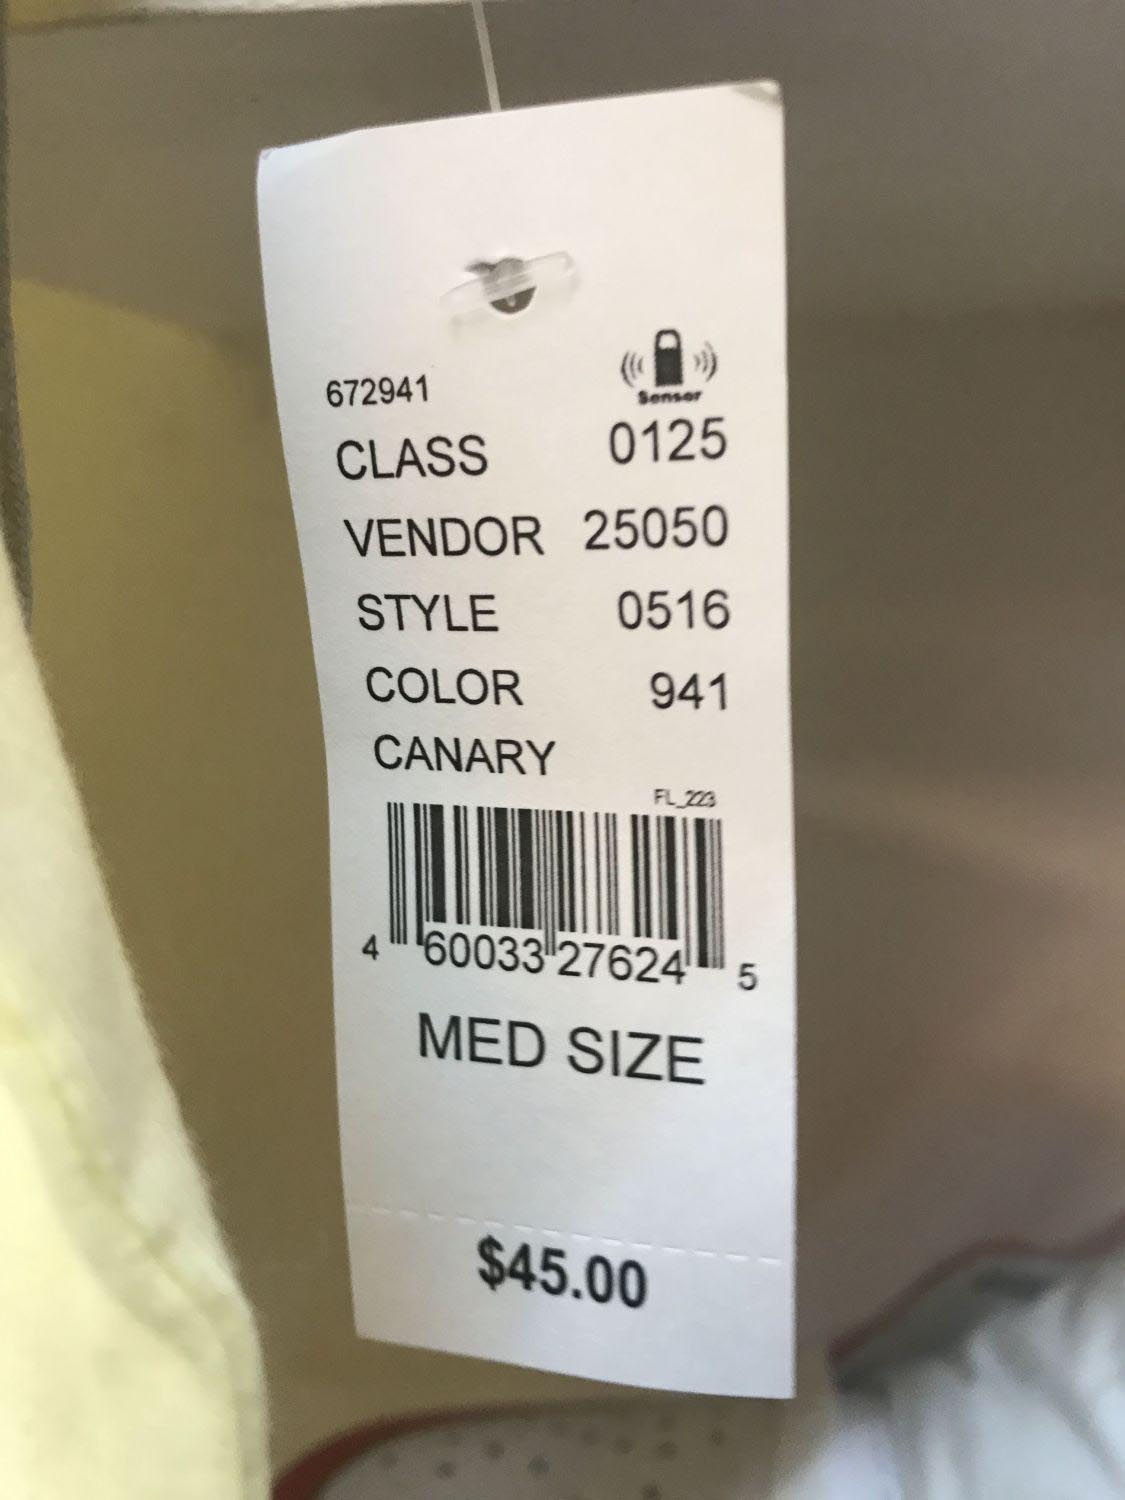 672941
Sensor
CLASS 0125
VENDOR 25050
STYLE 0516
COLOR 941
CANARY
FL_223
4 60033 27624 5
MED SIZE
$45.00